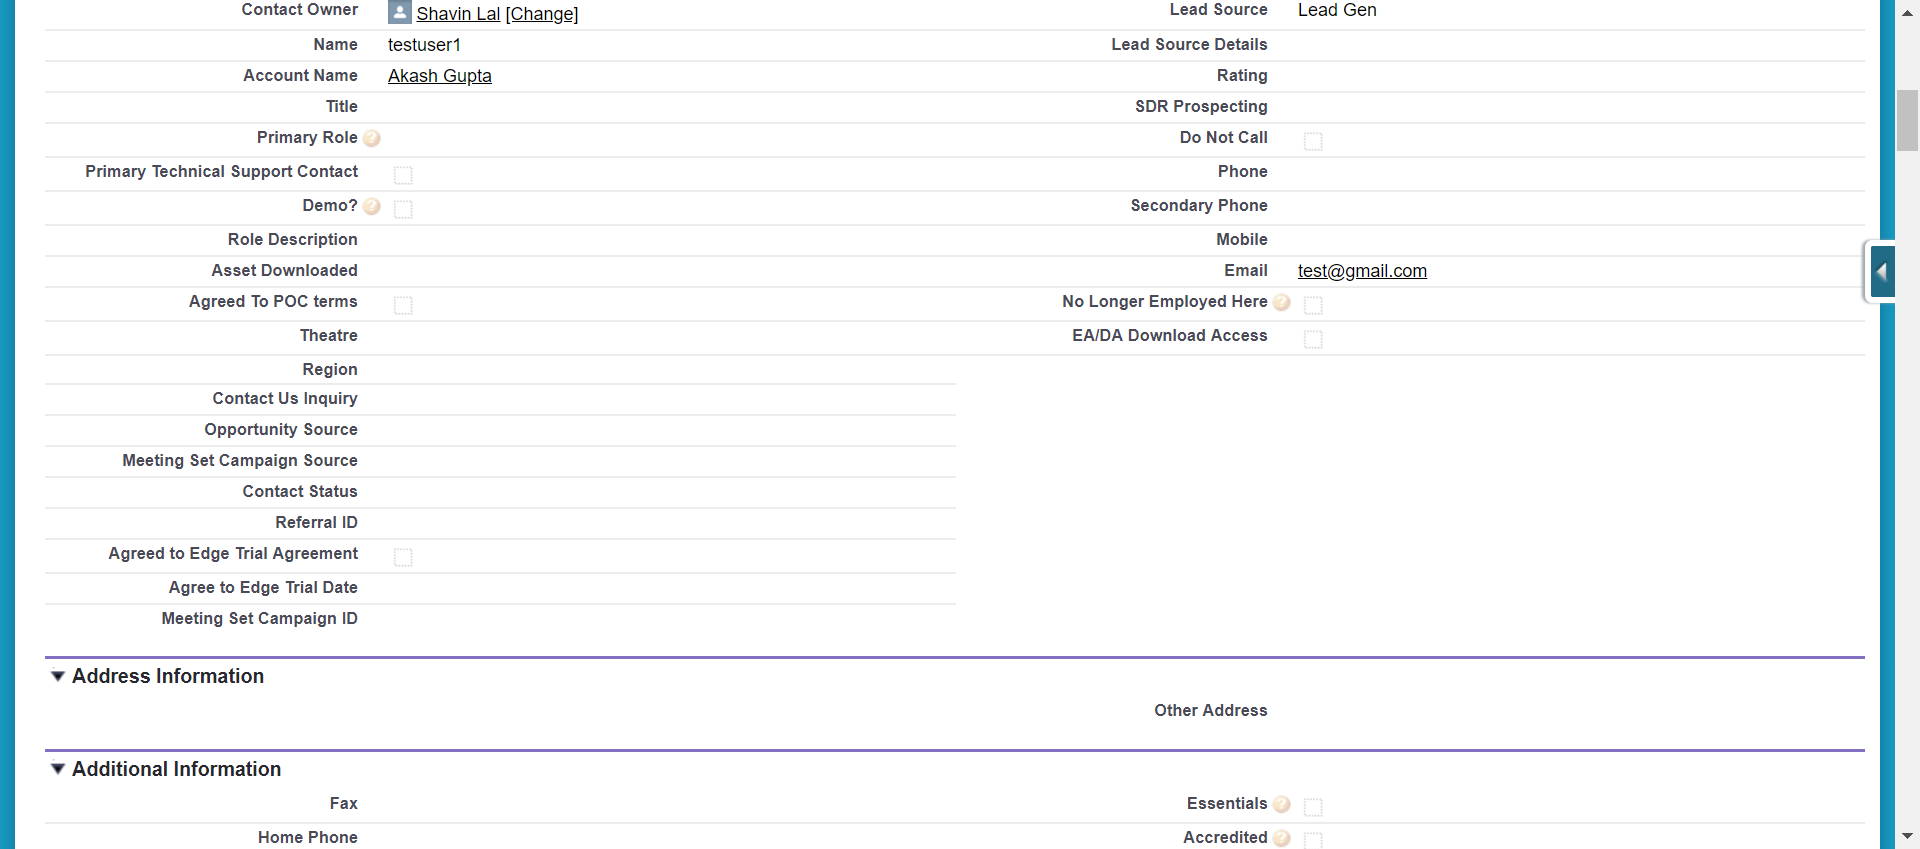 Contact Owner Shavin Lal [Change] Lead Source Lead Gen
Name testuser1 Lead Source Details
Account Name Akash Gupta Rating
Title SDR Prospecting
Primary Role ? Do Not Call
Primary Technical Support Contact Phone
Demo? ? Secondary Phone
Role Description Mobile
Asset Downloaded Email test@gmail.com
Agreed To POC terms No Longer Employed Here ?
Theatre EA/DA Download Access
Region
Contact Us Inquiry
Opportunity Source
Meeting Set Campaign Source
Contact Status
Referral ID
Agreed to Edge Trial Agreement
Agree to Edge Trial Date
Meeting Set Campaign ID
Address Information
Other Address
Additional Information
Fax Essentials ?
Home Phone Accredited ?